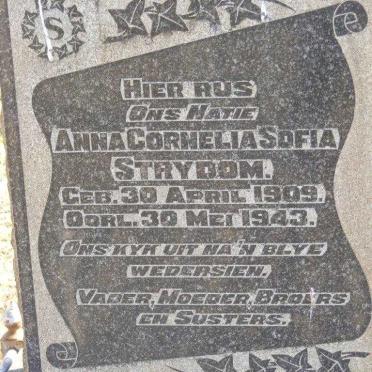 S
HIER RUS
ONS NATIE
ANNA CORNELIA SOFIA
STRYDOM.
GEB. 30 APRIL 1909.
OORL. 30 MEI 1943.
ONS KYK UIT NA 'N BLYE
WEDERSIEN.
VADER, MOEDER, BROERS
EN SUSTERS.